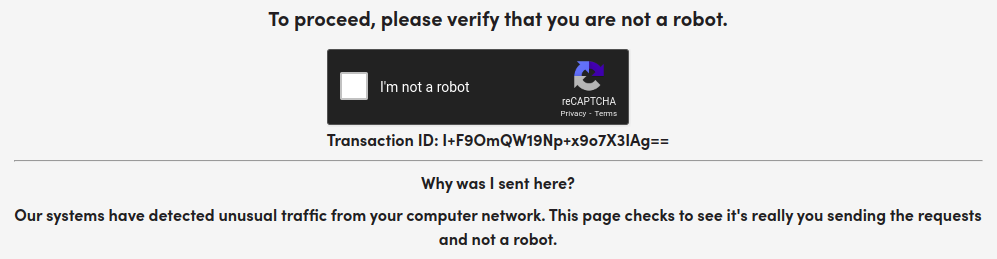 To proceed, please verify that you are not a robot.
I'm not a robot
reCAPTCHA
Privacy - Terms
Transaction ID: I+F9OmQW19Np+x9o7X3IAg==
Why was I sent here?
Our systems have detected unusual traffic from your computer network. This page checks to see it's really you sending the requests
and not a robot.